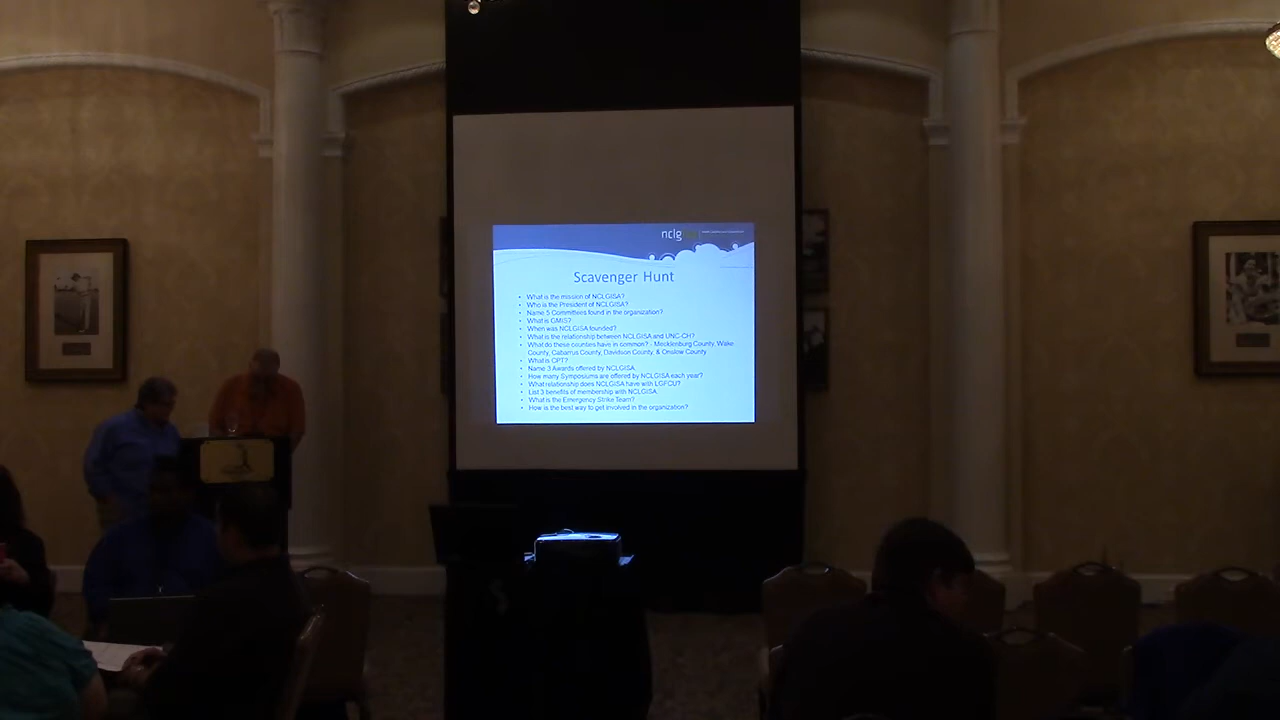 nclg
Scavenger Hunt
• What is the mission of NCLGISA?
• Who is the President of NCLGISA?
• Name 5 Committees found in the organization?
• What is GMIS?
• When was NCLGISA founded?
• What is the relationship between NCLGISA and UNC-CH?
• What do these counties have in common? - Mecklenburg County, Wake
County, Cabarrus County, Davidson County, & Onslow County
• What is CPT?
• Name 3 Awards offered by NCLGISA.
• How many Symposiums are offered by NCLGISA each year?
• What relationship does NCLGISA have with LGFCU?
• List 3 benefits of membership with NCLGISA.
• What is the Emergency Strike Team?
• How is the best way to get involved in the organization?